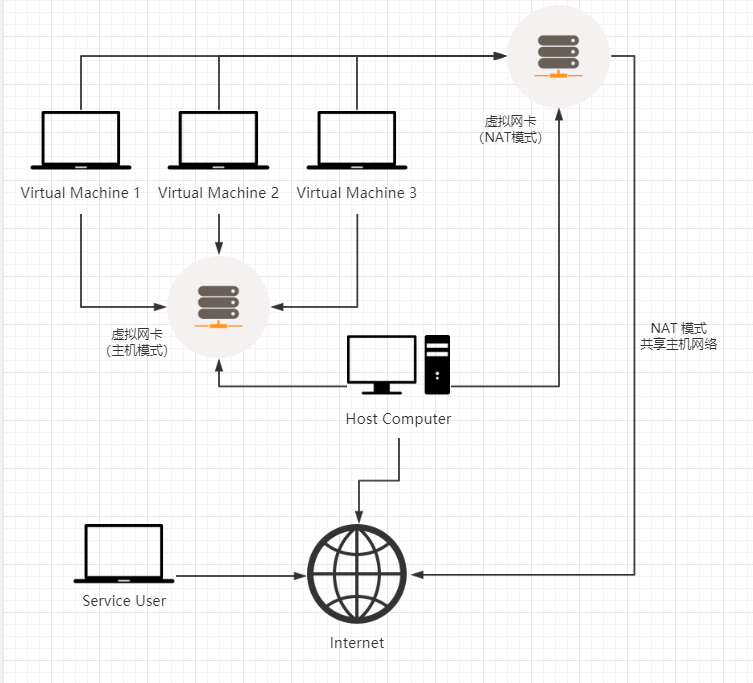 虚拟网卡
（NAT模式）
Virtual Machine 1
Virtual Machine 2
Virtual Machine 3
虚拟网卡
（主机模式）
NAT 模式
共享主机网络
Host Computer
Service User
Internet